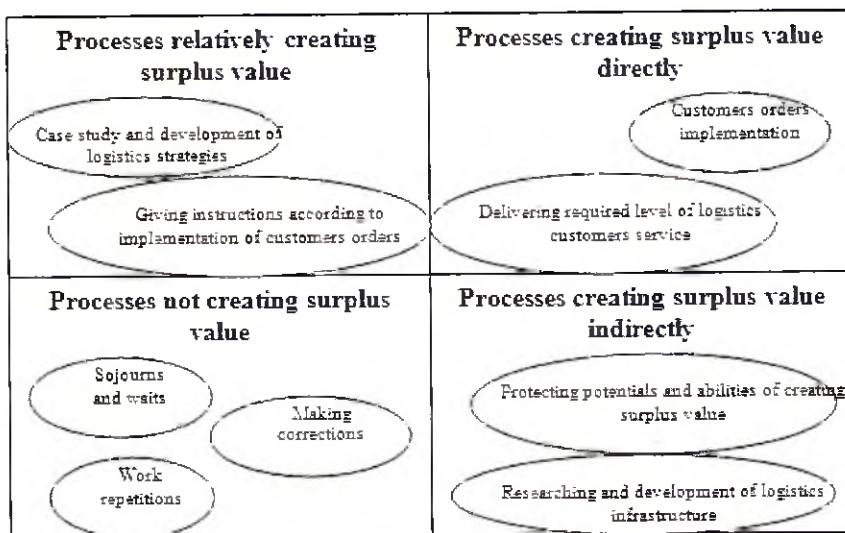 Processes relatively creating
surplus value
Case study and development of
logistics strategies
Giving instructions according to
implementation of customers orders
Processes creating surplus value
directly
Customers orders
implementation
Delivering required level of logistics
customers service
Processes not creating surplus
value
Sojourns
and waits
Making
corrections
Work
repetitions
Processes creating surplus value
indirectly
Protecting potentials and abilities of creating
surplus value
Researching and development of logistics
infrastructure